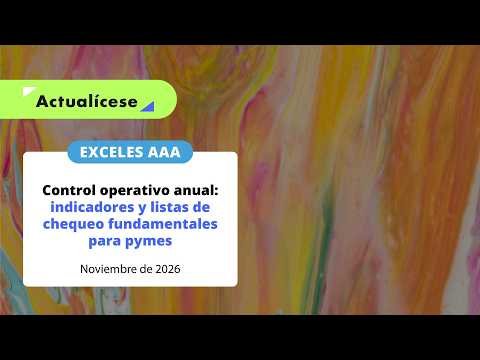 Actualícese
EXCELES AAA
Control operativo anual:
indicadores y listas de
chequeo fundamentales
para pymes
Noviembre de 2026